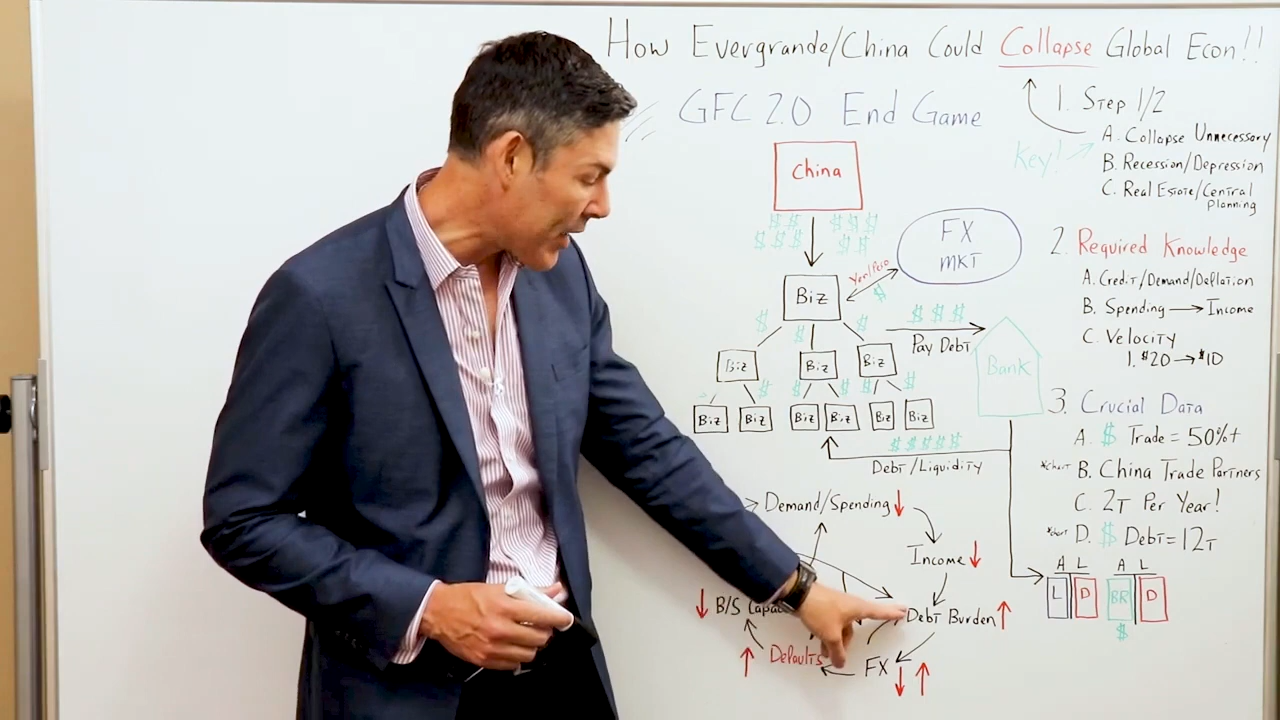 How Evergrande/China Could Collapse Global Econ!!
GFC 2.0 End Game
1. Step 1/2
A. Collapse Unnecessary
Key!
B. Recession/Depression
C. Real Estate/Central
Planning
China
$ $ $ $ $
$ $ $ $ $
FX
MKT
Yen/Peso
$
Biz
2. Required Knowledge
A. Credit/Demand/Deflation
B. Spending → Income
C. Velocity
1. $20 → $10
$ $ $
$ $ $
Pay Debt
Bank
Biz Biz Biz
$ $ $ $ $
Biz Biz Biz Biz Biz Biz
$ $ $ $ $
Debt/Liquidity
3. Crucial Data
A. $ Trade = 50%+
*chart B. China Trade Partners
C. 2T Per Year!
*chart D. $ Debt = 12T
Demand/Spending ↓
Income ↓
Debt Burden ↑
FX ↓ ↑
↑ Defaults
↓ B/S
A L A L
L D BR D
$